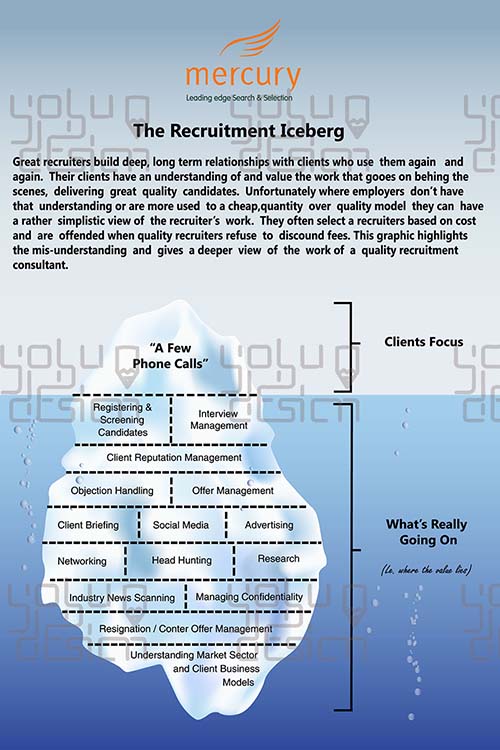 mercury
Leading edge Search & Selection
The Recruitment Iceberg
Great recruiters build deep, long term relationships with clients who use them again and
again. Their clients have an understanding of and value the work that gooes on behing the
scenes, delivering great quality candidates. Unfortunately where employers don't have
that understanding or are more used to a cheap,quantity over quality model they can have
a rather simplistic view of the recruiter's work. They often select a recruiters based on cost
and are offended when quality recruiters refuse to discound fees. This graphic highlights
the mis-understanding and gives a deeper view of the work of a quality recruitment
consultant.
"A Few
Phone Calls"
Clients Focus
Registering &
Screening
Candidates
Interview
Management
Client Reputation Management
Objection Handling
Offer Management
Client Briefing
Social Media
Advertising
What's Really
Going On
(I.e. where the value lies)
Networking
Head Hunting
Research
Industry News Scanning
Managing Confidentiality
Resignation / Conter Offer Management
Understanding Market Sector
and Client Business
Models